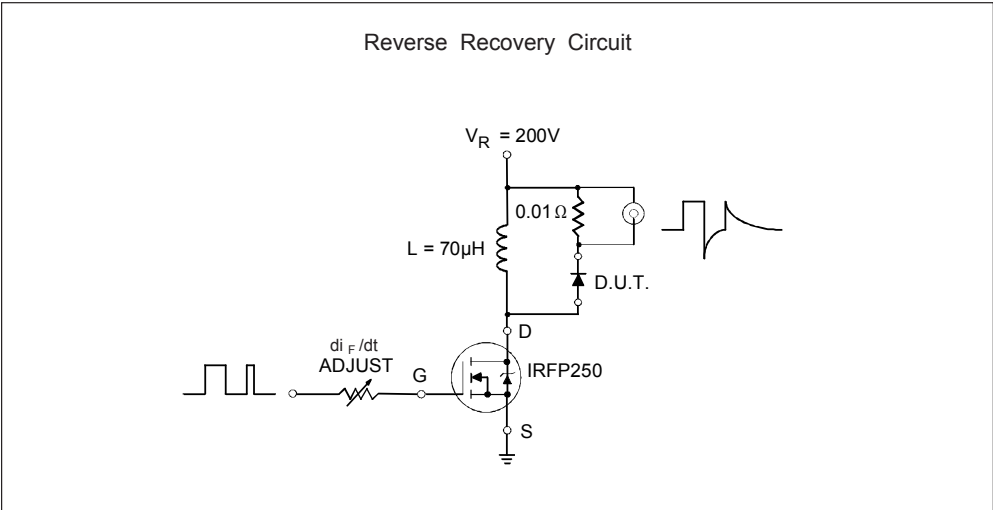 Reverse Recovery Circuit
V_R = 200V
0.01 Ω
L = 70µH
D.U.T.
D
di_F/dt
ADJUST
G
IRFP250
S